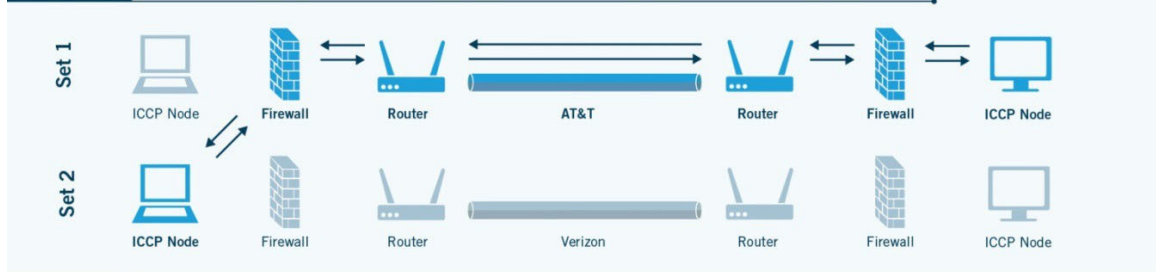 Set 1
ICCP Node
Firewall
Router
AT&T
Router
Firewall
ICCP Node
Set 2
ICCP Node
Firewall
Router
Verizon
Router
Firewall
ICCP Node